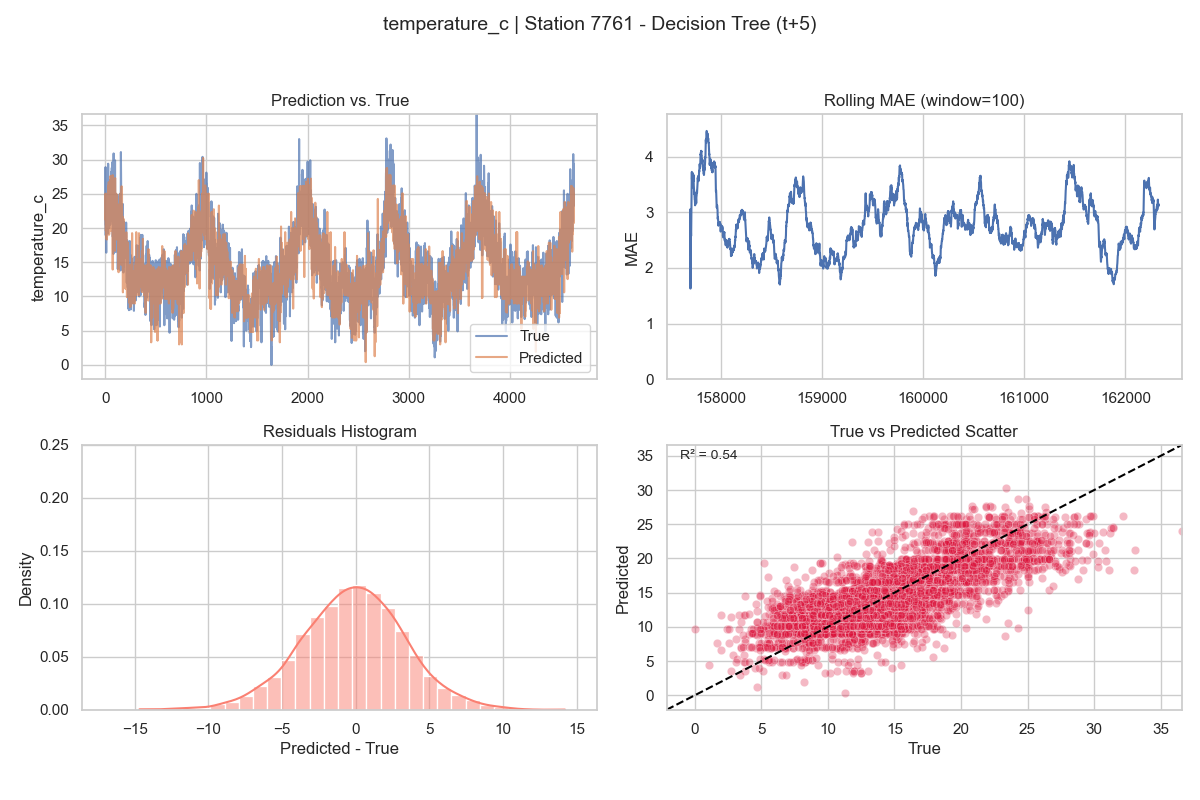 temperature_c | Station 7761 - Decision Tree (t+5)
Prediction vs. True
35
30
25
20
15
10
5
0
temperature_c
0 1000 2000 3000 4000
True
Predicted
Rolling MAE (window=100)
4
3
2
1
0
MAE
158000 159000 160000 161000 162000
Residuals Histogram
0.25
0.20
0.15
0.10
0.05
0.00
Density
−15 −10 −5 0 5 10 15
Predicted - True
True vs Predicted Scatter
R² = 0.54
35
30
25
20
15
10
5
0
Predicted
0 5 10 15 20 25 30 35
True